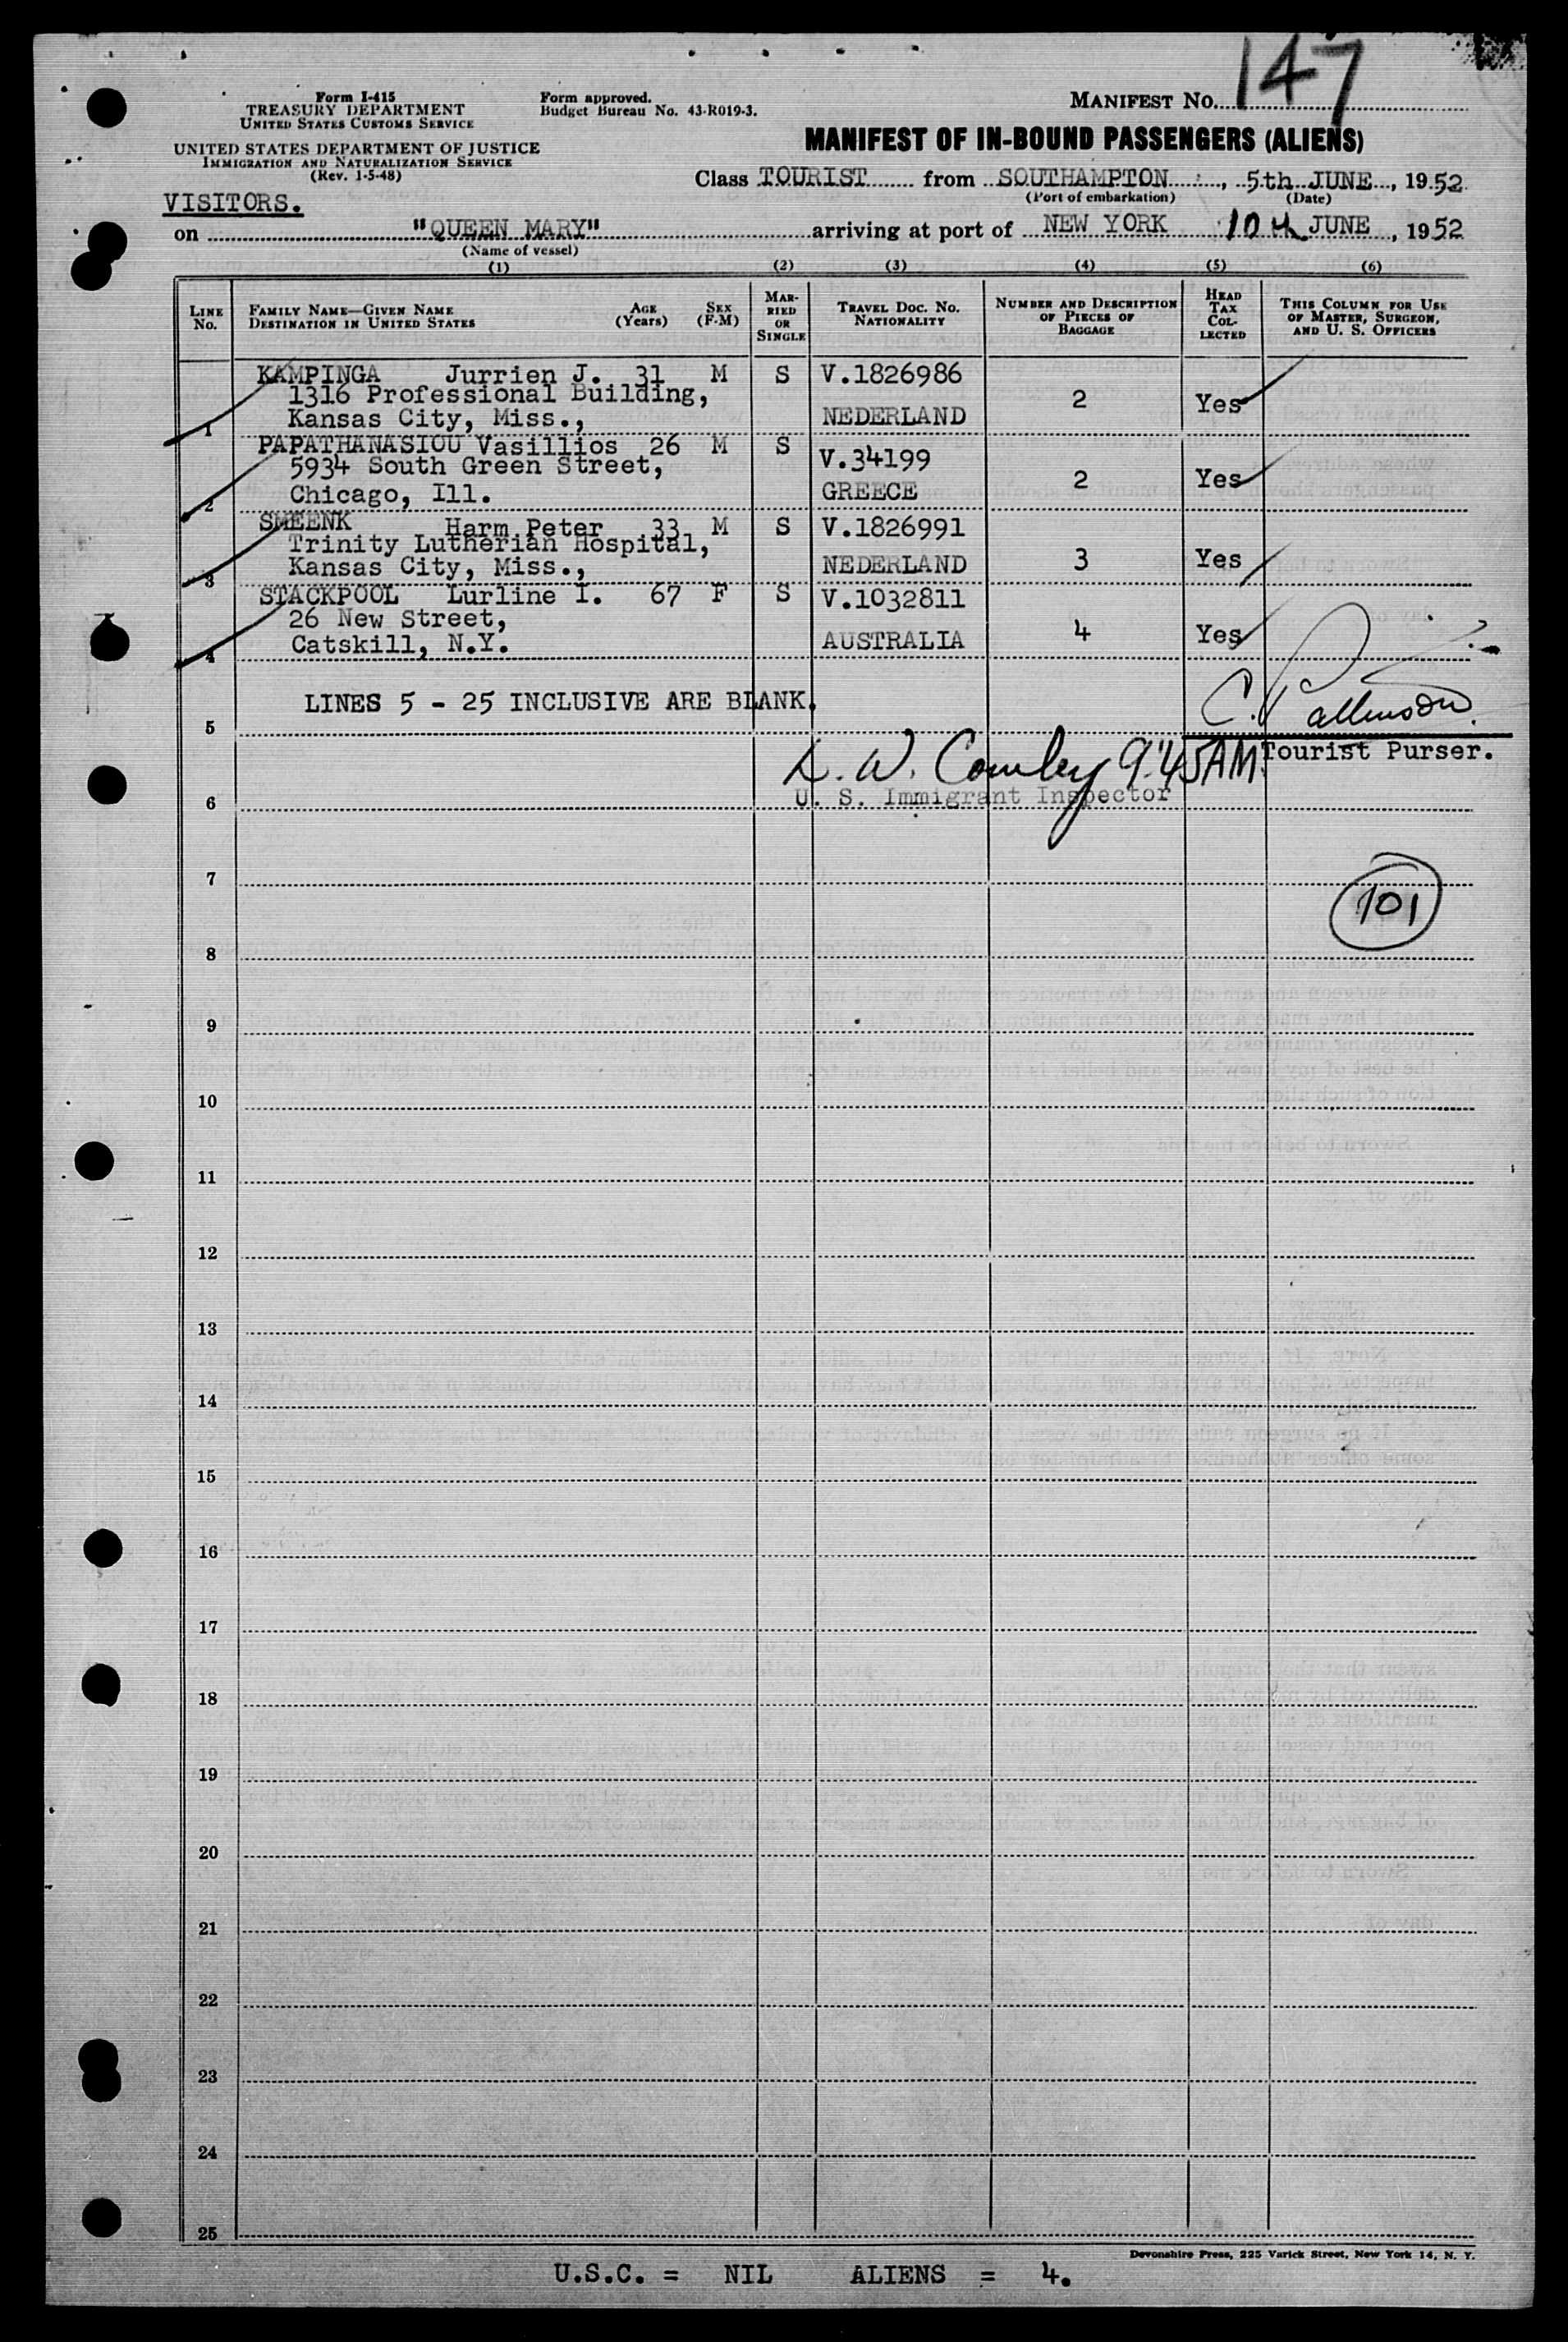 147
Form I-415
TREASURY DEPARTMENT
UNITED STATES CUSTOMS SERVICE
UNITED STATES DEPARTMENT OF JUSTICE
IMMIGRATION AND NATURALIZATION SERVICE
(Rev. 1-5-48)
Form approved.
Budget Bureau No. 43-R019-3.
MANIFEST NO.
MANIFEST OF IN-BOUND PASSENGERS (ALIENS)
Class TOURIST from SOUTHAMPTON, 5th JUNE, 1952
(Port of embarkation) (Date)
VISITORS.
on "QUEEN MARY" arriving at port of NEW YORK 10th JUNE, 1952
(Name of vessel)
(1) (2) (3) (4) (5) (6)
LINE No. FAMILY NAME—GIVEN NAME DESTINATION IN UNITED STATES AGE (Years) SEX (F-M) MARRIED OR SINGLE TRAVEL DOC. NO. NATIONALITY NUMBER AND DESCRIPTION OF PIECES OF BAGGAGE HEAD TAX COLLECTED THIS COLUMN FOR USE OF MASTER, SURGEON, AND U. S. OFFICERS
KAMPINGA Jurrien J. 31 M S V.1826986
1316 Professional Building, 2 Yes
1 Kansas City, Miss., NEDERLAND
PAPATHANASIOU Vasillios 26 M S V.34199
5934 South Green Street, 2 Yes
2 Chicago, Ill. GREECE
SMEENK Harm Peter 33 M S V.1826991
Trinity Lutherian Hospital, 3 Yes
3 Kansas City, Miss., NEDERLAND
STACKPOOL Lurline I. 67 F S V.1032811
26 New Street, 4 Yes
4 Catskill, N.Y. AUSTRALIA
LINES 5 - 25 INCLUSIVE ARE BLANK.
5
Tourist Purser.
9:45AM
U. S. Immigrant Inspector
6
7
101
8
9
10
11
12
13
14
15
16
17
18
19
20
21
22
23
24
25
Devonshire Press, 225 Varick Street, New York 14, N. Y.
U.S.C. = NIL ALIENS = 4.